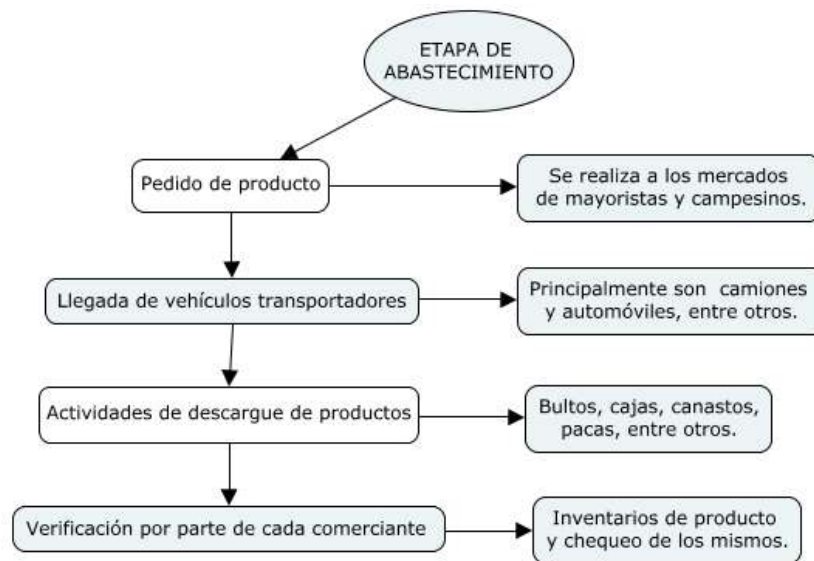 ETAPA DE
ABASTECIMIENTO
Pedido de producto
Se realiza a los mercados
de mayoristas y campesinos.
Llegada de vehículos transportadores
Principalmente son camiones
y automóviles, entre otros.
Actividades de descargue de productos
Bultos, cajas, canastos,
pacas, entre otros.
Verificación por parte de cada comerciante
Inventarios de producto
y chequeo de los mismos.